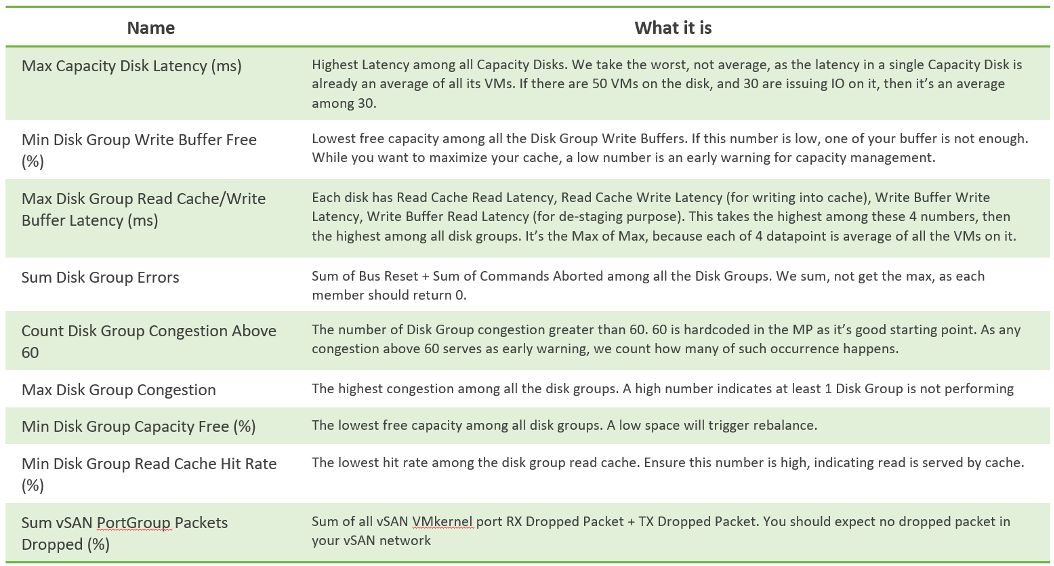 Name
What it is
Max Capacity Disk Latency (ms)
Highest Latency among all Capacity Disks. We take the worst, not average, as the latency in a single Capacity Disk is
already an average of all its VMs. If there are 50 VMs on the disk, and 30 are issuing IO on it, then it's an average
among 30.
Min Disk Group Write Buffer Free
(%)
Lowest free capacity among all the Disk Group Write Buffers. If this number is low, one of your buffer is not enough.
While you want to maximize your cache, a low number is an early warning for capacity management.
Max Disk Group Read Cache/Write
Buffer Latency (ms)
Each disk has Read Cache Read Latency, Read Cache Write Latency (for writing into cache), Write Buffer Write
Latency, Write Buffer Read Latency (for de-staging purpose). This takes the highest among these 4 numbers, then
the highest among all disk groups. It's the Max of Max, because each of 4 datapoint is average of all the VMs on it.
Sum Disk Group Errors
Sum of Bus Reset + Sum of Commands Aborted among all the Disk Groups. We sum, not get the max, as each
member should return 0.
Count Disk Group Congestion Above
60
The number of Disk Group congestion greater than 60. 60 is hardcoded in the MP as it's good starting point. As any
congestion above 60 serves as early warning, we count how many of such occurrence happens.
Max Disk Group Congestion
The highest congestion among all the disk groups. A high number indicates at least 1 Disk Group is not performing
Min Disk Group Capacity Free (%)
The lowest free capacity among all disk groups. A low space will trigger rebalance.
Min Disk Group Read Cache Hit Rate
(%)
The lowest hit rate among the disk group read cache. Ensure this number is high, indicating read is served by cache.
Sum vSAN PortGroup Packets
Dropped (%)
Sum of all vSAN VMkernel port RX Dropped Packet + TX Dropped Packet. You should expect no dropped packet in
your vSAN network